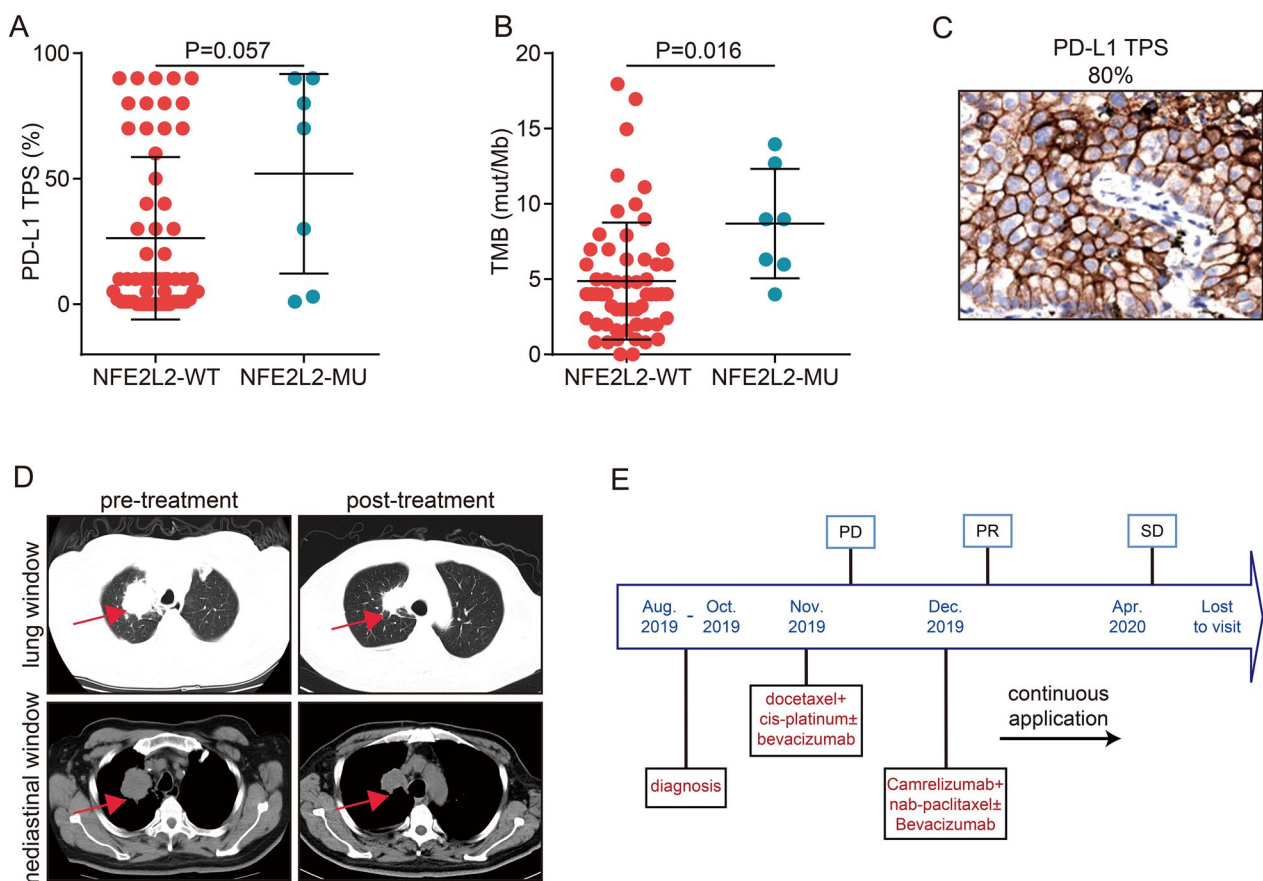 A
100
50
0
PD-L1 TPS (%)
P=0.057
NFE2L2-WT
NFE2L2-MU
B
20
15
10
5
0
TMB (mut/Mb)
P=0.016
NFE2L2-WT
NFE2L2-MU
C
PD-L1 TPS
80%
D
pre-treatment
post-treatment
lung window
mediastinal window
E
PD
PR
SD
Aug.
2019
-
Oct.
2019
Nov.
2019
Dec.
2019
Apr.
2020
Lost
to visit
docetaxel+
cis-platinum±
bevacizumab
continuous
application
diagnosis
Camrelizumab+
nab-paclitaxel±
Bevacizumab